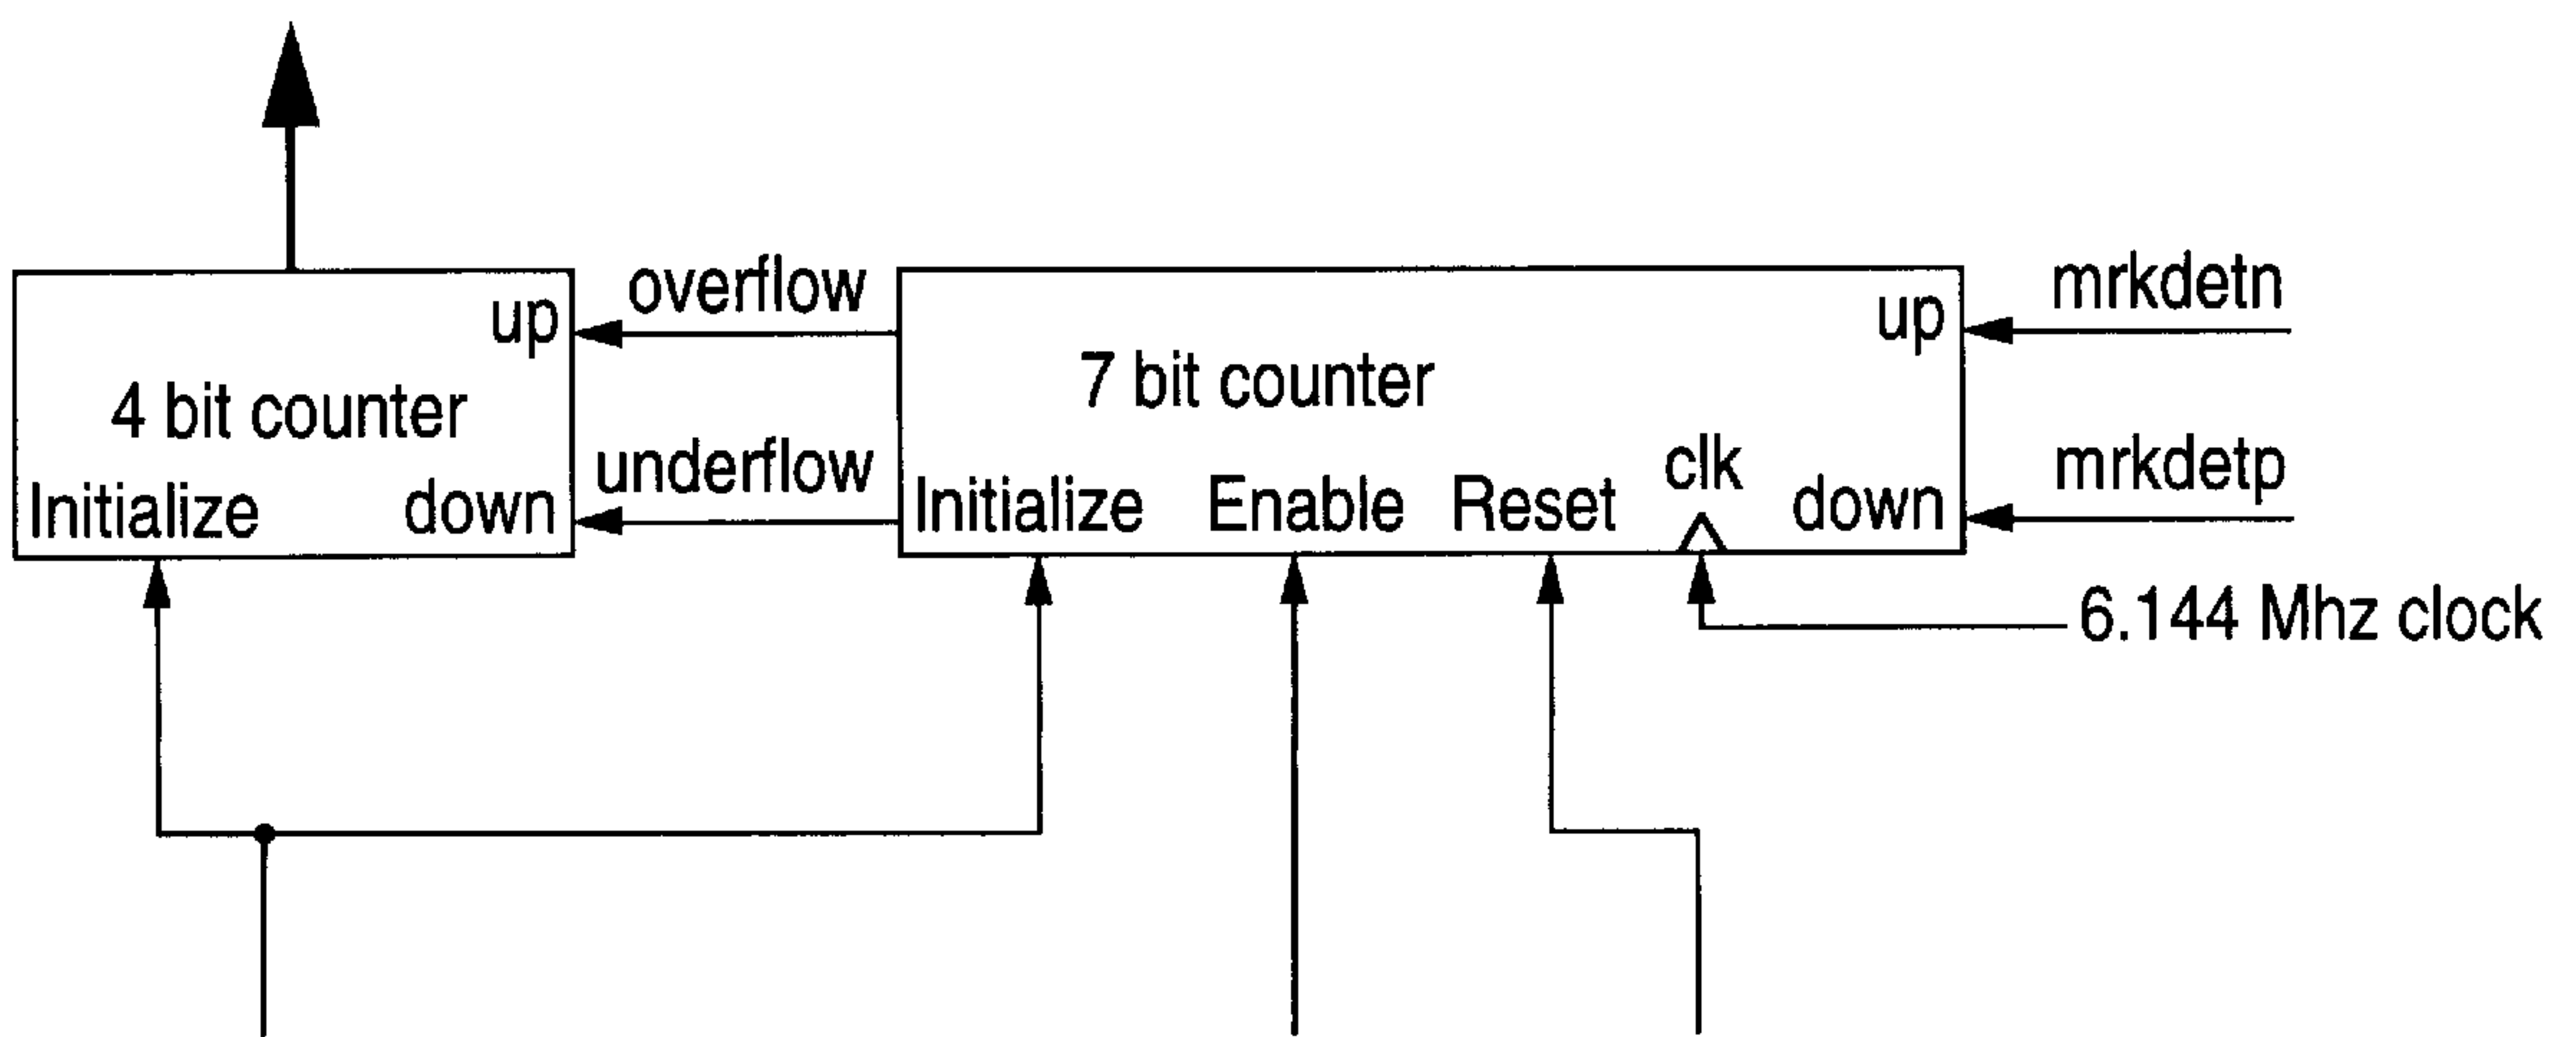 overflow
up
mrkdetn
up
7 bit counter
4 bit counter
underflow
clk
mrkdetp
Initialize
down
Initialize
Enable
Reset
down
6.144 Mhz clock